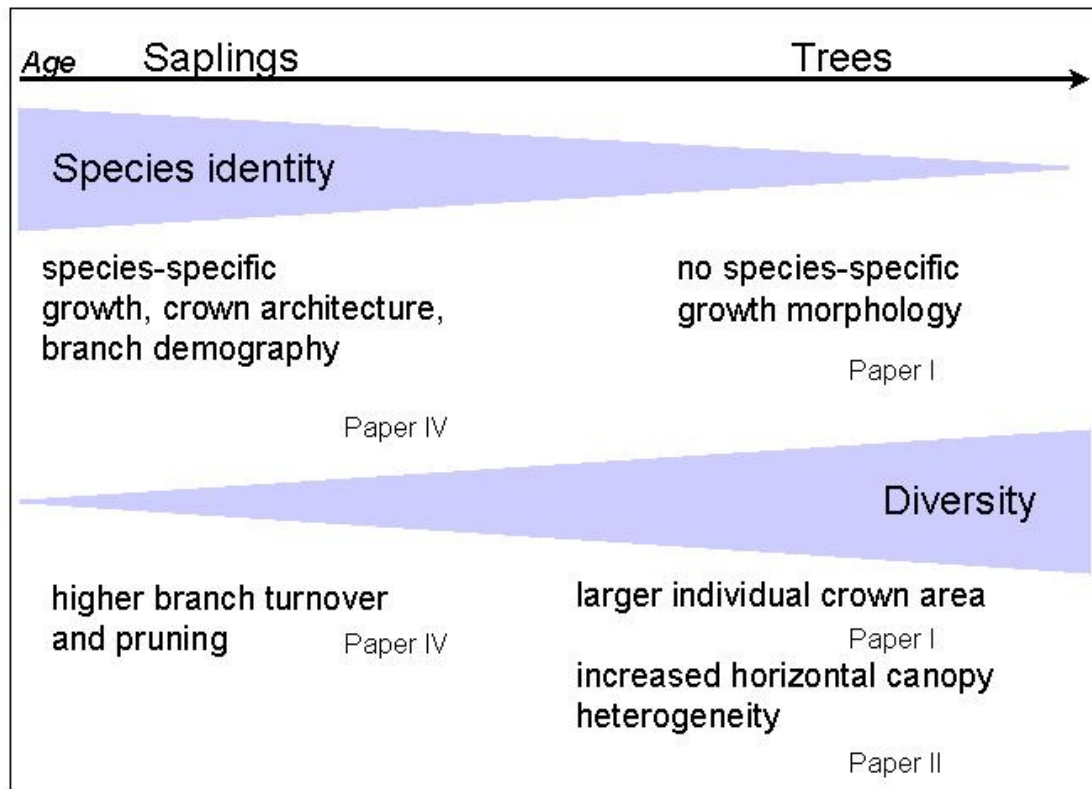 Age Saplings Trees
Species identity
species-specific
growth, crown architecture,
branch demography
Paper IV
no species-specific
growth morphology
Paper I
Diversity
higher branch turnover
and pruning
Paper IV
larger individual crown area
Paper I
increased horizontal canopy
heterogeneity
Paper II